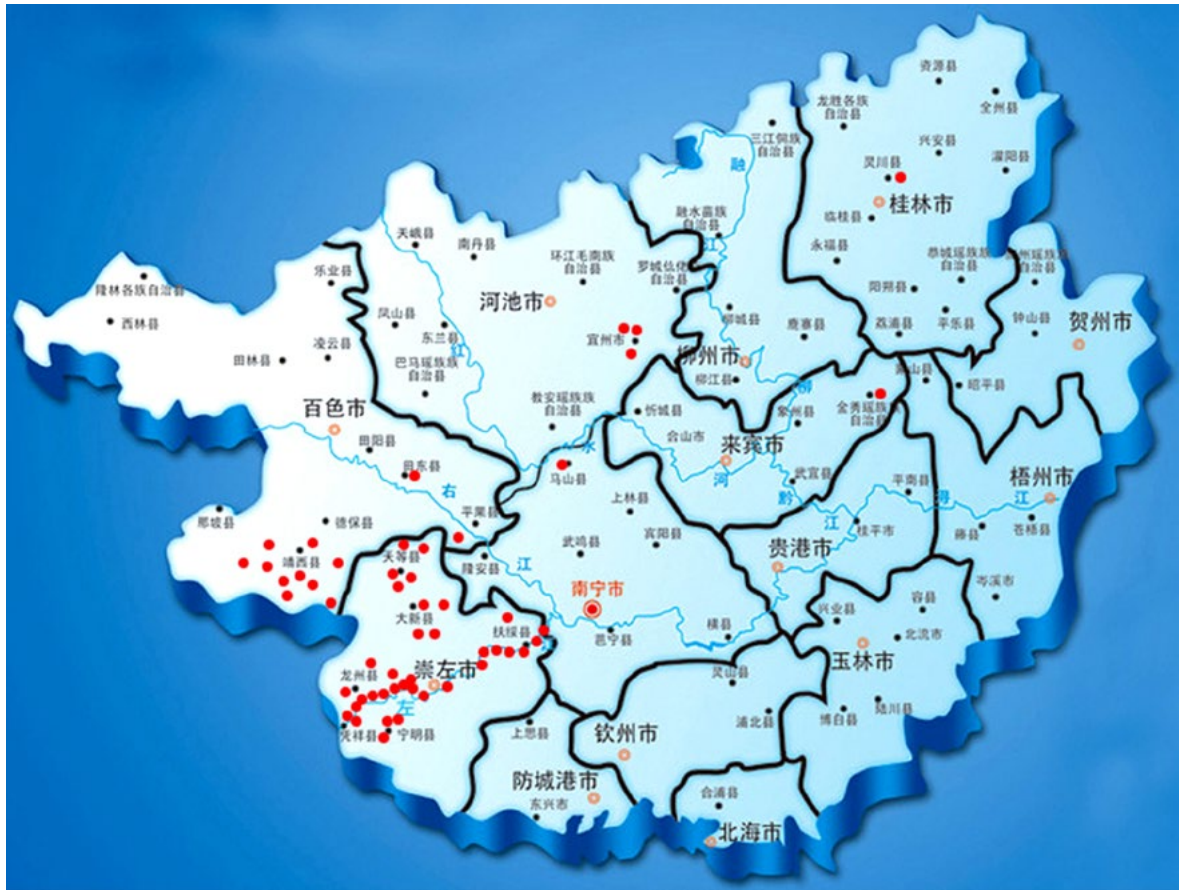 资源县
全州县
龙胜各族
自治县
兴安县
灌阳县
灵川县
桂林市
临桂县
永福县
恭城瑶族族
自治县
阳朔县
荔浦县
平乐县
三江侗族
自治县
融
融水苗族
自治县
江
柳城县
鹿寨县
柳州市
柳江县
柳
天峨县
南丹县
环江毛南族
自治县
罗城仫佬
自治县
河池市
宜州市
凤山县
东兰县
红
巴马瑶族族
自治县
自治县
乐业县
隆林各族自治县
西林县
田林县
凌云县
百色市
田阳县
田东县
右
平果县
那坡县
德保县
靖西县
自治县
钟山县
贺州市
昭平县
忻城县
合山市
来宾市
象州县
金秀瑶族族
自治县
武宣县
水
河
黔
江
马山县
上林县
武鸣县
宾阳县
隆安县
江
南宁市
邕宁县
横县
平南县
桂平市
贵港市
梧州市
江
藤县
苍梧县
岑溪市
天等县
大新县
扶绥县
龙州县
崇左市
左
凭祥县
宁明县
兴业县
容县
北流市
玉林市
博白县
陆川县
灵山县
浦北县
钦州市
上思县
防城港市
东兴市
合浦县
北海市